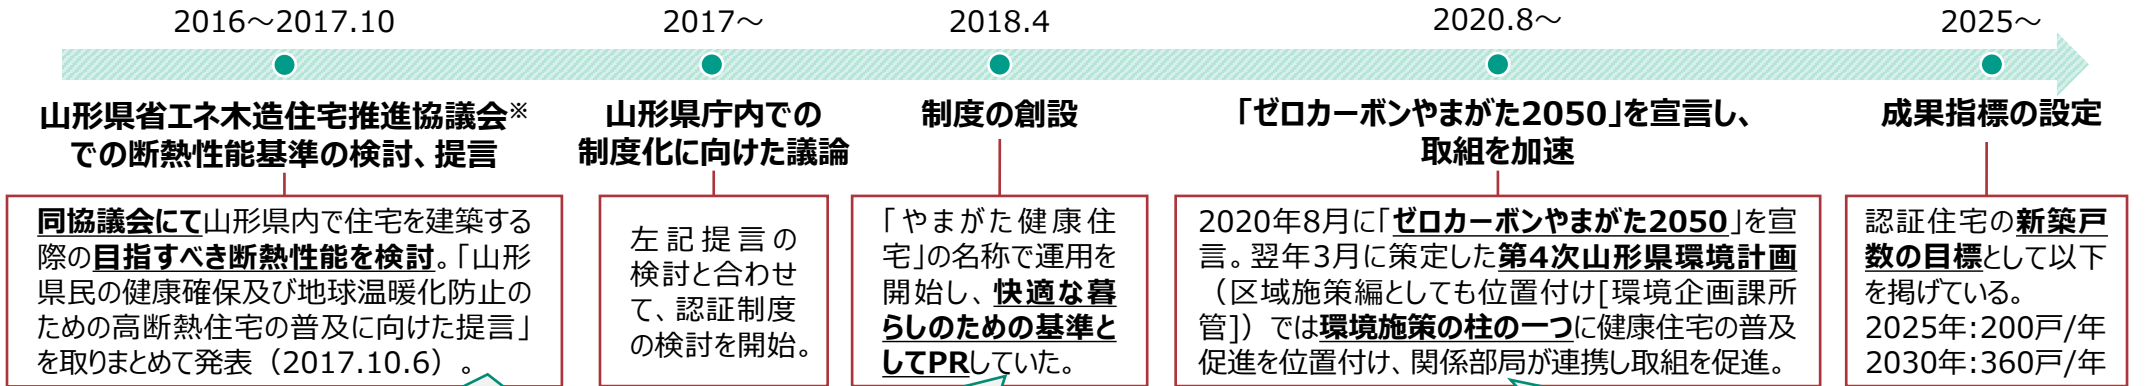 2016～2017.10
2017～
2018.4
2020.8～
2025～
山形県省エネ木造住宅推進協議会※
での断熱性能基準の検討、提言
山形県庁内での
制度化に向けた議論
制度の創設
「ゼロカーボンやまがた2050」を宣言し、
取組を加速
成果指標の設定
同協議会にて山形県内で住宅を建築する
際の目指すべき断熱性能を検討。「山形
県民の健康確保及び地球温暖化防止の
ための高断熱住宅の普及に向けた提言」
を取りまとめて発表（2017.10.6）。
左記提言の
検討と合わせ
て、認証制度
の検討を開始。
「やまがた健康住
宅」の名称で運用を
開始し、快適な暮
らしのための基準と
してPRしていた。
2020年8月に「ゼロカーボンやまがた2050」を宣
言。翌年3月に策定した第4次山形県環境計画
（区域施策編としても位置付け[環境企画課所
管]）では環境施策の柱の一つに健康住宅の普及
促進を位置付け、関係部局が連携し取組を促進。
認証住宅の新築戸
数の目標として以下
を掲げている。
2025年:200戸/年
2030年:360戸/年